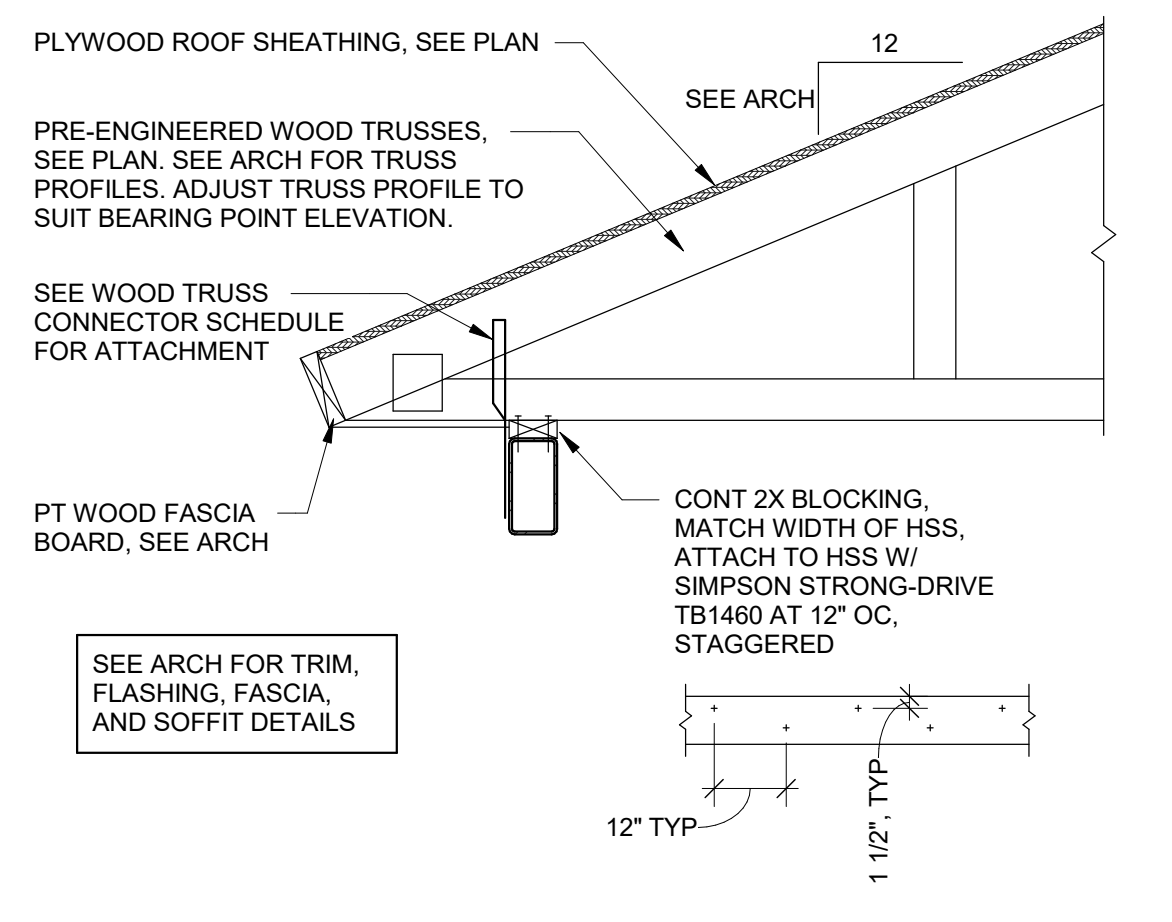 PLYWOOD ROOF SHEATHING, SEE PLAN
12
SEE ARCH
PRE-ENGINEERED WOOD TRUSSES,
SEE PLAN. SEE ARCH FOR TRUSS
PROFILES. ADJUST TRUSS PROFILE TO
SUIT BEARING POINT ELEVATION.
SEE WOOD TRUSS
CONNECTOR SCHEDULE
FOR ATTACHMENT
PT WOOD FASCIA
BOARD, SEE ARCH
CONT 2X BLOCKING,
MATCH WIDTH OF HSS,
ATTACH TO HSS W/
SIMPSON STRONG-DRIVE
TB1460 AT 12" OC,
STAGGERED
SEE ARCH FOR TRIM,
FLASHING, FASCIA,
AND SOFFIT DETAILS
12" TYP
1 1/2", TYP